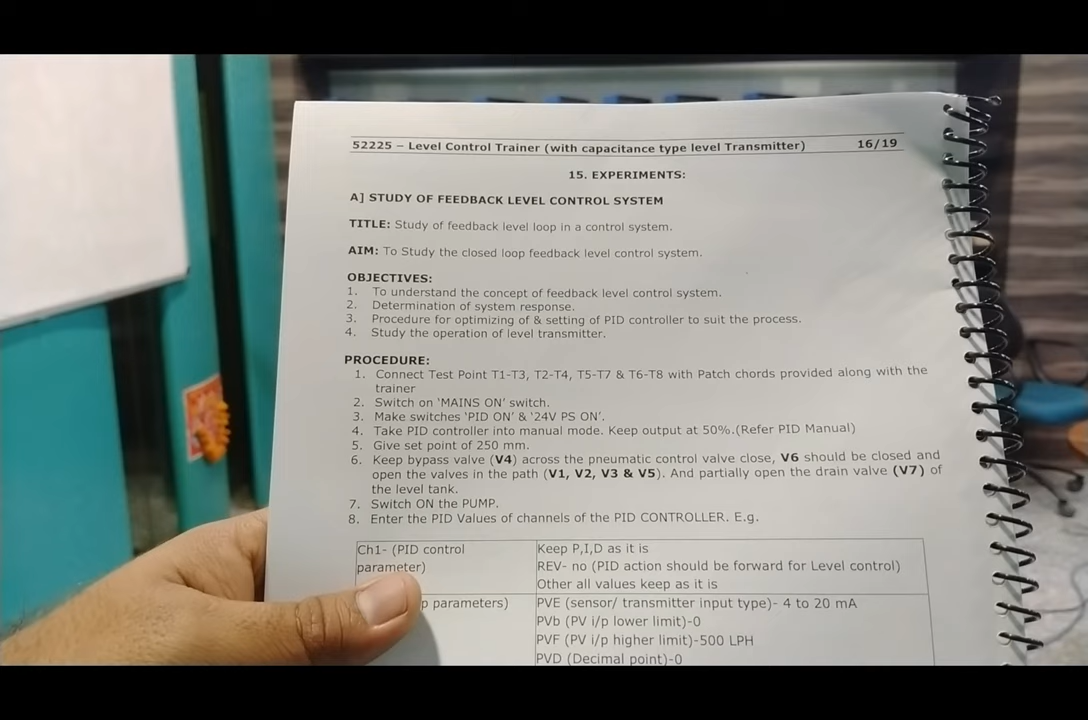 52225 – Level Control Trainer (with capacitance type level Transmitter) 16/19
15. EXPERIMENTS:
A] STUDY OF FEEDBACK LEVEL CONTROL SYSTEM
TITLE: Study of feedback level loop in a control system.
AIM: To Study the closed loop feedback level control system.
OBJECTIVES:
1. To understand the concept of feedback level control system.
2. Determination of system response.
3. Procedure for optimizing of & setting of PID controller to suit the process.
4. Study the operation of level transmitter.
PROCEDURE:
1. Connect Test Point T1-T3, T2-T4, T5-T7 & T6-T8 with Patch chords provided along with the
trainer
2. Switch on ‘MAINS ON’ switch.
3. Make switches ‘PID ON’ & ‘24V PS ON’.
4. Take PID controller into manual mode. Keep output at 50%.(Refer PID Manual)
5. Give set point of 250 mm.
6. Keep bypass valve (V4) across the pneumatic control valve close, V6 should be closed and
open the valves in the path (V1, V2, V3 & V5). And partially open the drain valve (V7) of
the level tank.
7. Switch ON the PUMP.
8. Enter the PID Values of channels of the PID CONTROLLER. E.g.
Ch1- (PID control
parameter)
Keep P,I,D as it is
REV- no (PID action should be forward for Level control)
Other all values keep as it is
parameters)
PVE (sensor/ transmitter input type)- 4 to 20 mA
PVb (PV i/p lower limit)-0
PVF (PV i/p higher limit)-500 LPH
PVD (Decimal point)-0